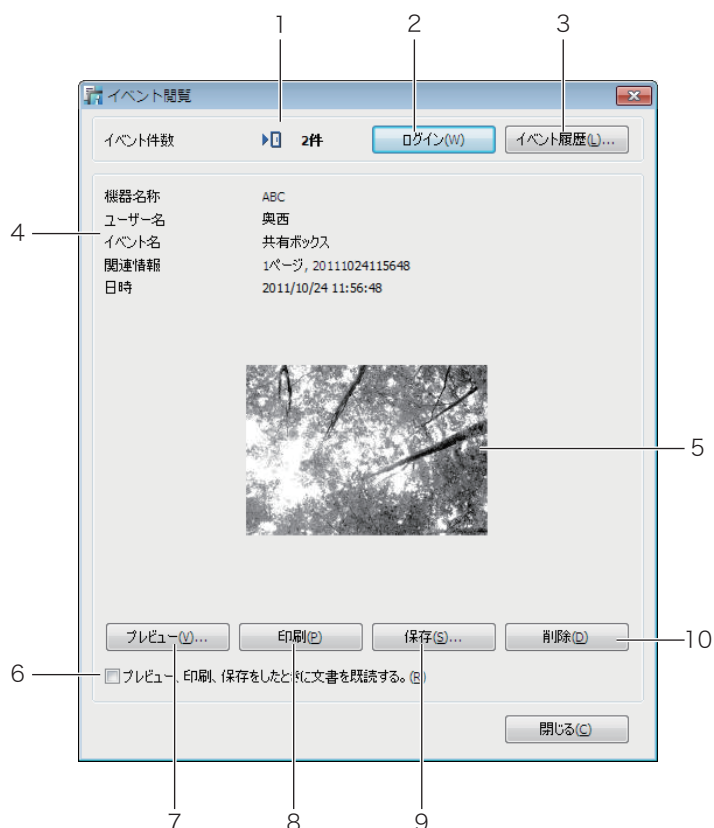 1 2 3
イベント閲覧
イベント件数 2件 ログイン(W) イベント履歴(L)...
機器名称 ABC
ユーザー名 奥西
4
イベント名 共有ボックス
関連情報 1ページ, 20111024115648
日時 2011/10/24 11:56:48
5
プレビュー(V)... 印刷(P) 保存(S)... 削除(D)
10
6
プレビュー、印刷、保存をしたときに文書を既読する。(R)
閉じる(C)
7 8 9